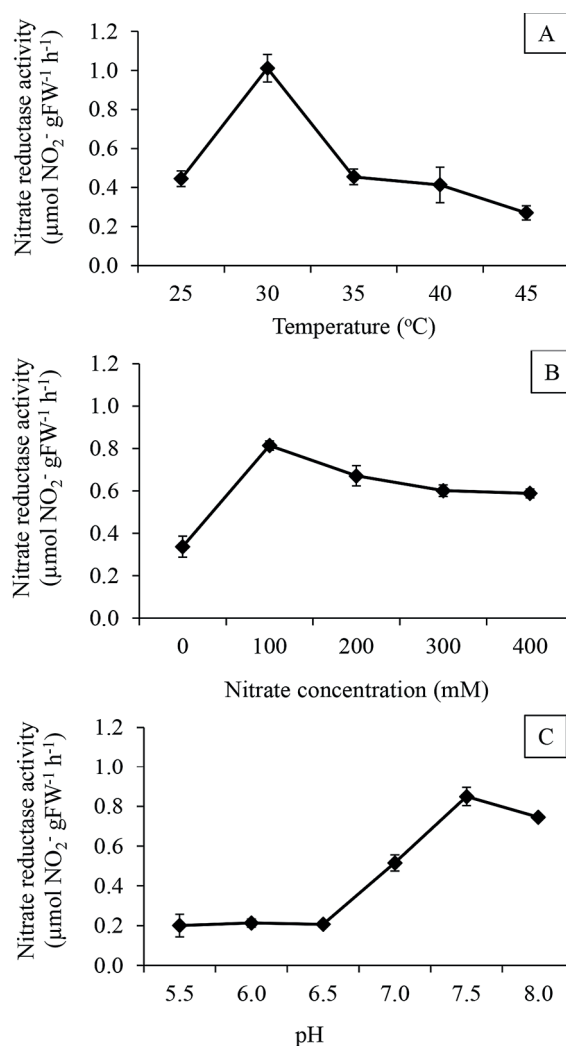 A
Nitrate reductase activity
(µmol NO₂⁻ gFW⁻¹ h⁻¹)
1.2
1.0
0.8
0.6
0.4
0.2
0.0
25 30 35 40 45
Temperature (ºC)
B
Nitrate reductase activity
(µmol NO₂⁻ gFW⁻¹ h⁻¹)
1.2
1.0
0.8
0.6
0.4
0.2
0.0
0 100 200 300 400
Nitrate concentration (mM)
C
Nitrate reductase activity
(µmol NO₂⁻ gFW⁻¹ h⁻¹)
1.2
1.0
0.8
0.6
0.4
0.2
0.0
5.5 6.0 6.5 7.0 7.5 8.0
pH